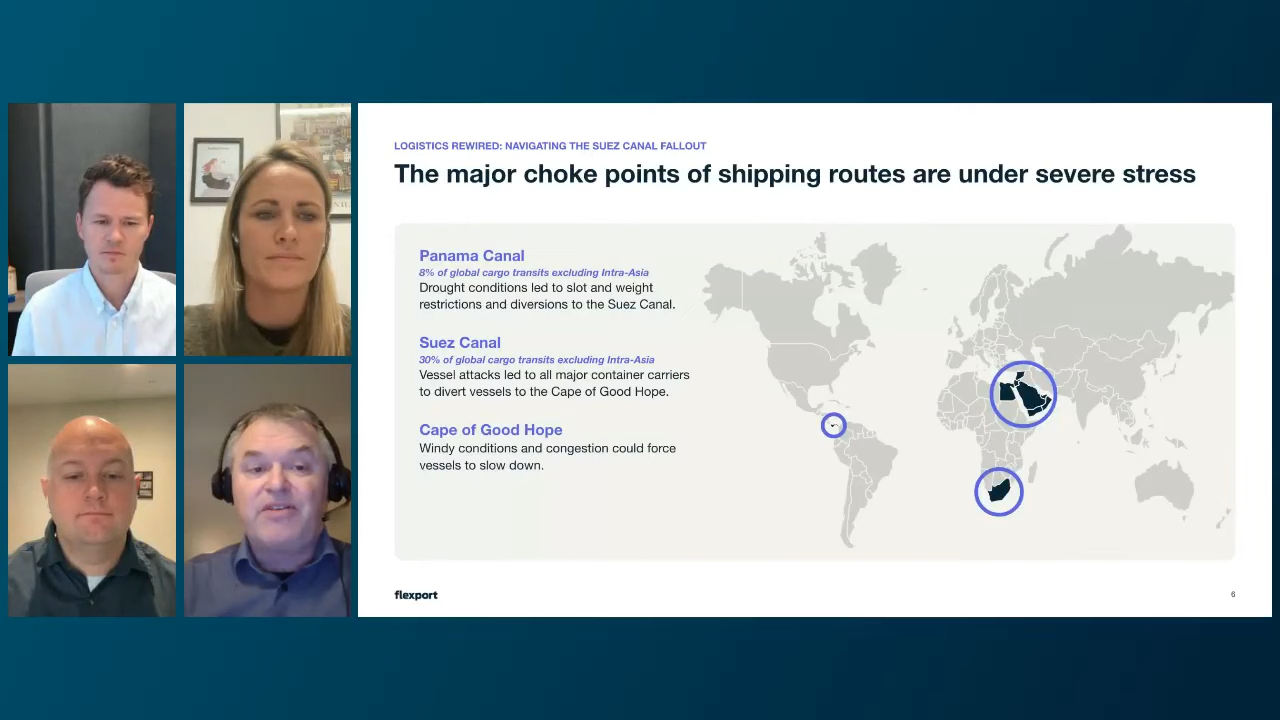 LOGISTICS REWIRED: NAVIGATING THE SUEZ CANAL FALLOUT
The major choke points of shipping routes are under severe stress
Panama Canal
8% of global cargo transits excluding Intra-Asia
Drought conditions led to slot and weight
restrictions and diversions to the Suez Canal.
Suez Canal
30% of global cargo transits excluding Intra-Asia
Vessel attacks led to all major container carriers
to divert vessels to the Cape of Good Hope.
Cape of Good Hope
Windy conditions and congestion could force
vessels to slow down.
flexport
6